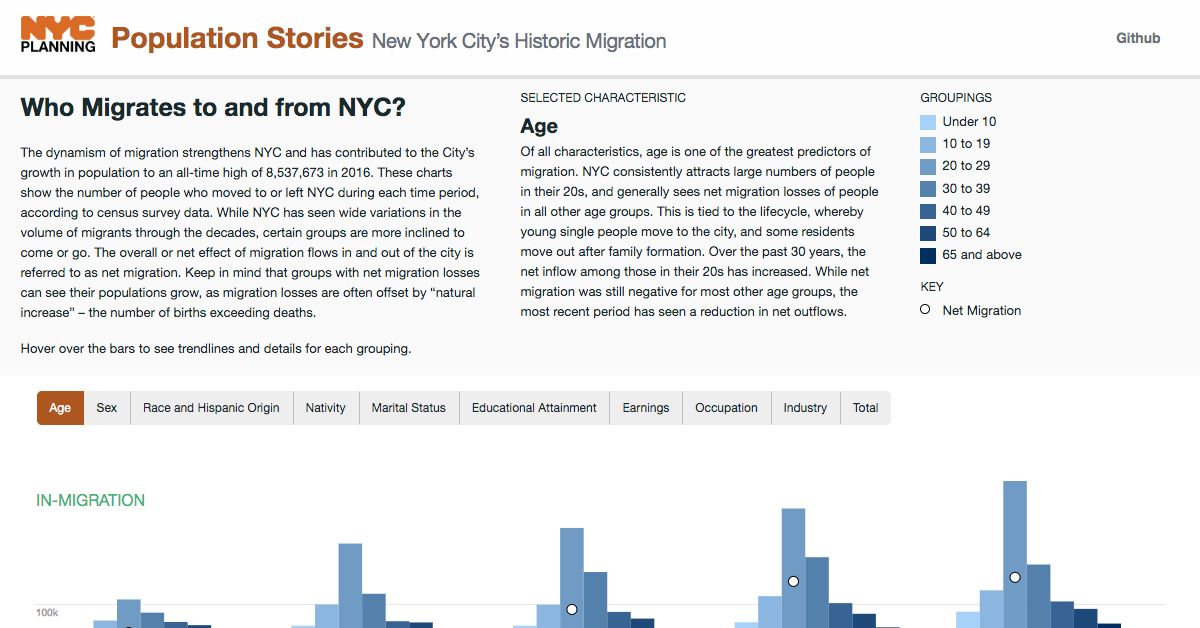 NYC
PLANNING
Population Stories New York City’s Historic Migration
Github
Who Migrates to and from NYC?
The dynamism of migration strengthens NYC and has contributed to the City’s
growth in population to an all-time high of 8,537,673 in 2016. These charts
show the number of people who moved to or left NYC during each time period,
according to census survey data. While NYC has seen wide variations in the
volume of migrants through the decades, certain groups are more inclined to
come or go. The overall or net effect of migration flows in and out of the city is
referred to as net migration. Keep in mind that groups with net migration losses
can see their populations grow, as migration losses are often offset by “natural
increase” – the number of births exceeding deaths.
Hover over the bars to see trendlines and details for each grouping.
SELECTED CHARACTERISTIC
Age
Of all characteristics, age is one of the greatest predictors of
migration. NYC consistently attracts large numbers of people
in their 20s, and generally sees net migration losses of people
in all other age groups. This is tied to the lifecycle, whereby
young single people move to the city, and some residents
move out after family formation. Over the past 30 years, the
net inflow among those in their 20s has increased. While net
migration was still negative for most other age groups, the
most recent period has seen a reduction in net outflows.
GROUPINGS
Under 10
10 to 19
20 to 29
30 to 39
40 to 49
50 to 64
65 and above
KEY
Net Migration
Age Sex Race and Hispanic Origin Nativity Marital Status Educational Attainment Earnings Occupation Industry Total
IN-MIGRATION
100k